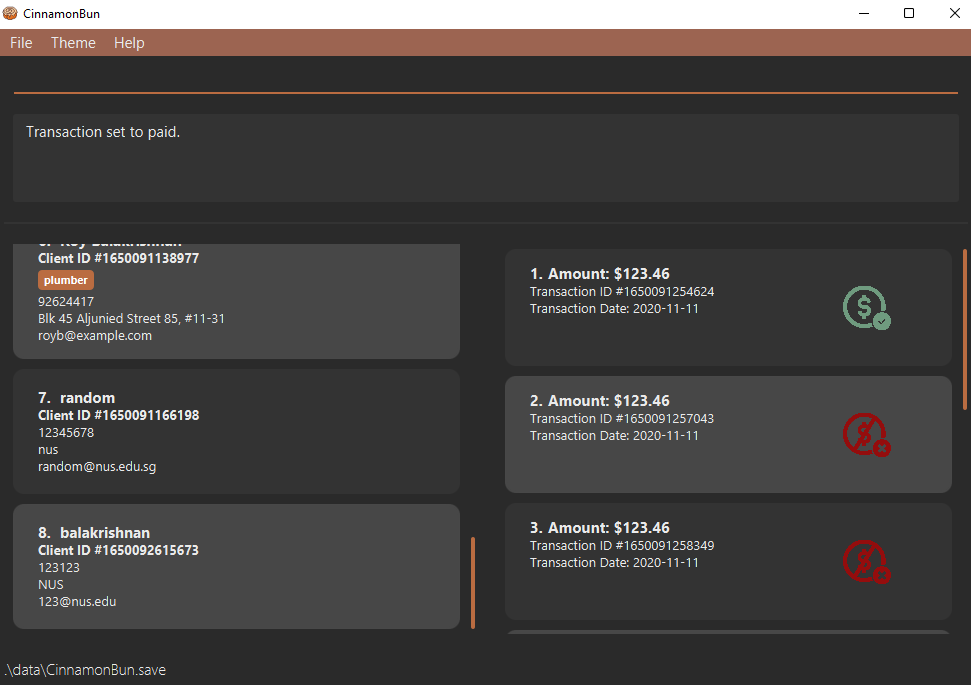 CinnamonBun
File Theme Help
Transaction set to paid.
6. Roy Balakrishnan
Client ID #1650091138977
plumber
92624417
Blk 45 Aljunied Street 85, #11-31
royb@example.com
7. random
Client ID #1650091166198
12345678
nus
random@nus.edu.sg
8. balakrishnan
Client ID #1650092615673
123123
NUS
123@nus.edu
1. Amount: $123.46
Transaction ID #1650091254624
Transaction Date: 2020-11-11
2. Amount: $123.46
Transaction ID #1650091257043
Transaction Date: 2020-11-11
3. Amount: $123.46
Transaction ID #1650091258349
Transaction Date: 2020-11-11
.\data\CinnamonBun.save